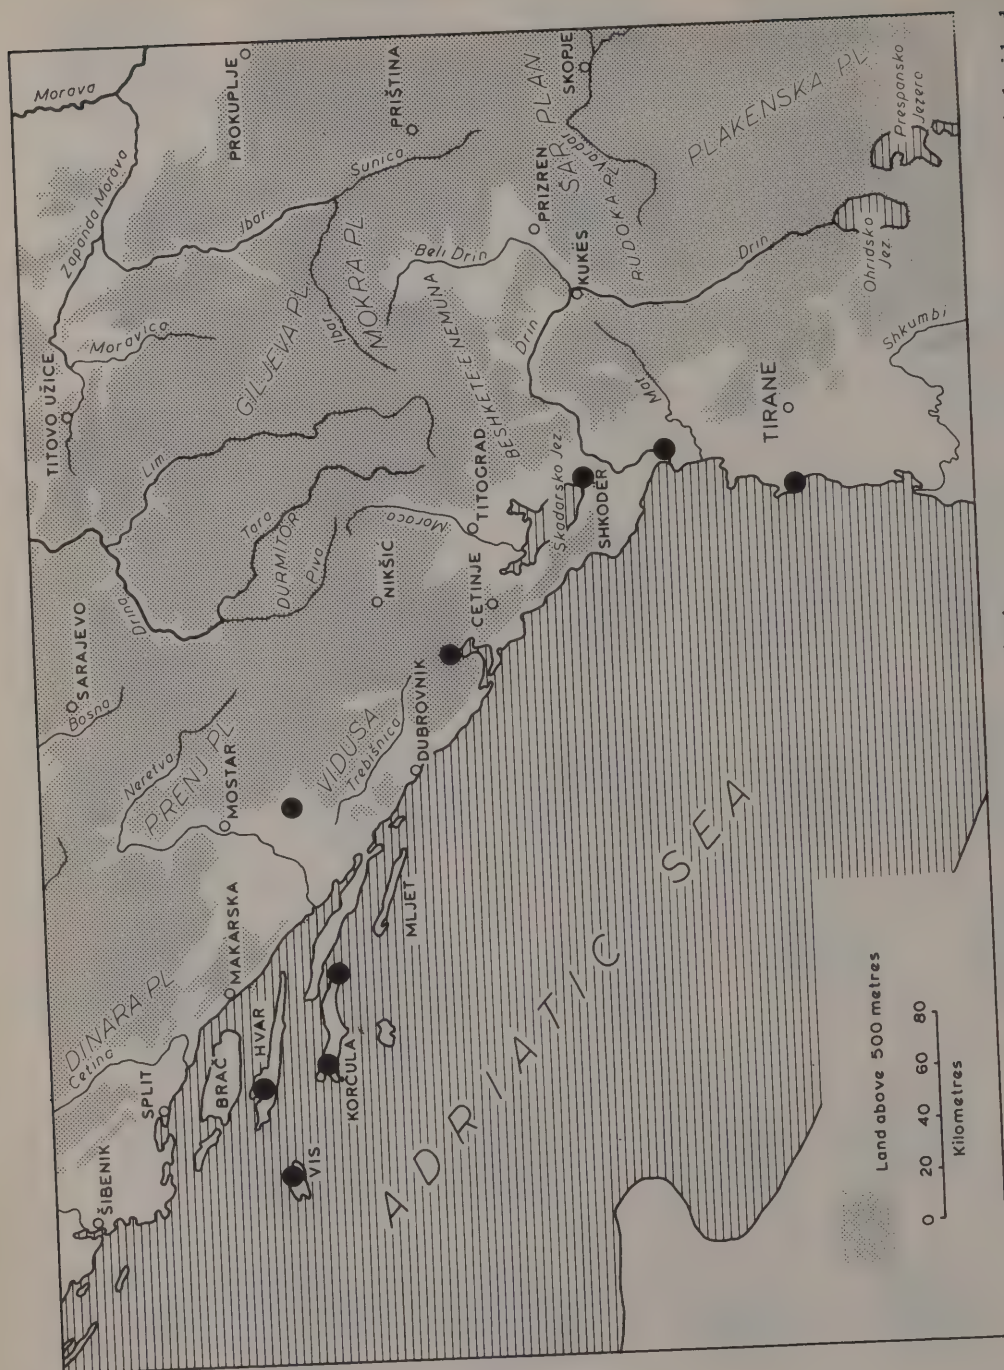 Morava
Zapanda Morava
PROKUPLJE
PRIŠTINA
Sunica
Ibar
TITOVO UŽICE
Moravica
GILJEVA PL
Ibar
MOKRA PL
Beli Drin
PRIZREN
ŠAR PLAN
SKOPJE
Vardar
RUDOKA PL
PLAKENSKA PL
Prespansko
Jezero
Ohridsko
Jez.
Drin
KUKËS
Drin
BESHKETEENEMUNA
Lim
Tara
DURMITOR
Piva
Drina
SARAJEVO
Bosna
NIKŠIĆ
Moraca
TITOGRAD
CETINJE
Skadarsko Jez.
SHKODËR
Mat
TIRANË
Shkumbi
Neretva
PRENJ PL
MOSTAR
VIDUSA
Trebišnica
DUBROVNIK
DINARA PL
Cetina
MAKARSKA
SPLIT
ŠIBENIK
BRAČ
HVAR
KORČULA
VIS
MLJET
ADRIATIC SEA
Land above 500 metres
0 20 40 60 80
Kilometres